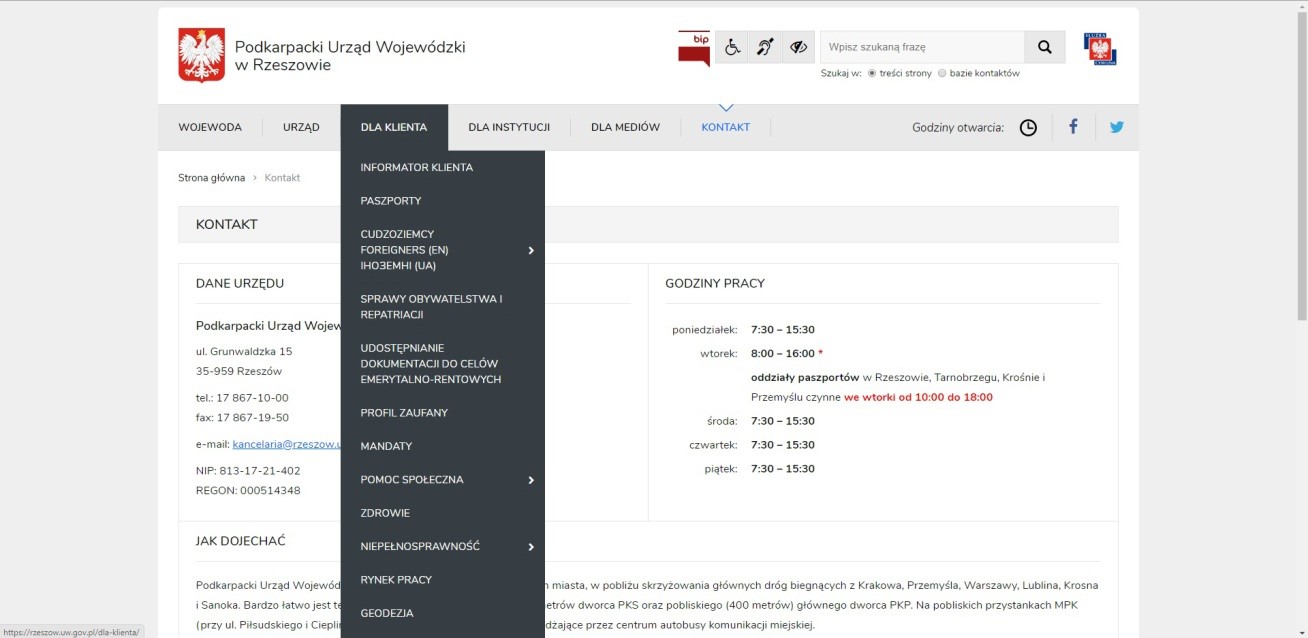 Podkarpacki Urząd Wojewódzki
w Rzeszowie
bip
Wpisz szukaną frazę
Szukaj w: treści strony bazie kontaktów
WOJEWODA URZĄD DLA KLIENTA DLA INSTYTUCJI DLA MEDIÓW KONTAKT Godziny otwarcia:
Strona główna › Kontakt
KONTAKT
INFORMATOR KLIENTA
PASZPORTY
CUDZOZIEMCY
FOREIGNERS (EN)
ІНОЗЕМНІ (UA)
SPRAWY OBYWATELSTWA I
REPATRIACJI
UDOSTĘPNIANIE
DOKUMENTACJI DO CELÓW
EMERYTALNO-RENTOWYCH
PROFIL ZAUFANY
MANDATY
POMOC SPOŁECZNA
ZDROWIE
NIEPEŁNOSPRAWNOŚĆ
RYNEK PRACY
GEODEZJA
DANE URZĘDU
Podkarpacki Urząd Wojew
ul. Grunwaldzka 15
35-959 Rzeszów
tel.: 17 867-10-00
fax: 17 867-19-50
e-mail: kancelaria@rzeszow.u
NIP: 813-17-21-402
REGON: 000514348
GODZINY PRACY
poniedziałek: 7:30 – 15:30
wtorek: 8:00 – 16:00 *
oddziały paszportów w Rzeszowie, Tarnobrzegu, Krośnie i
Przemyślu czynne we wtorki od 10:00 do 18:00
środa: 7:30 – 15:30
czwartek: 7:30 – 15:30
piątek: 7:30 – 15:30
JAK DOJECHAĆ
Podkarpacki Urząd Wojewód miasta, w pobliżu skrzyżowania głównych dróg biegnących z Krakowa, Przemyśla, Warszawy, Lublina, Krosna
i Sanoka. Bardzo łatwo jest te etrów dworca PKS oraz pobliskiego (400 metrów) głównego dworca PKP. Na pobliskich przystankach MPK
(przy ul. Piłsudskiego i Ciepliń dżające przez centrum autobusy komunikacji miejskiej.
https://rzeszow.uw.gov.pl/dla-klienta/